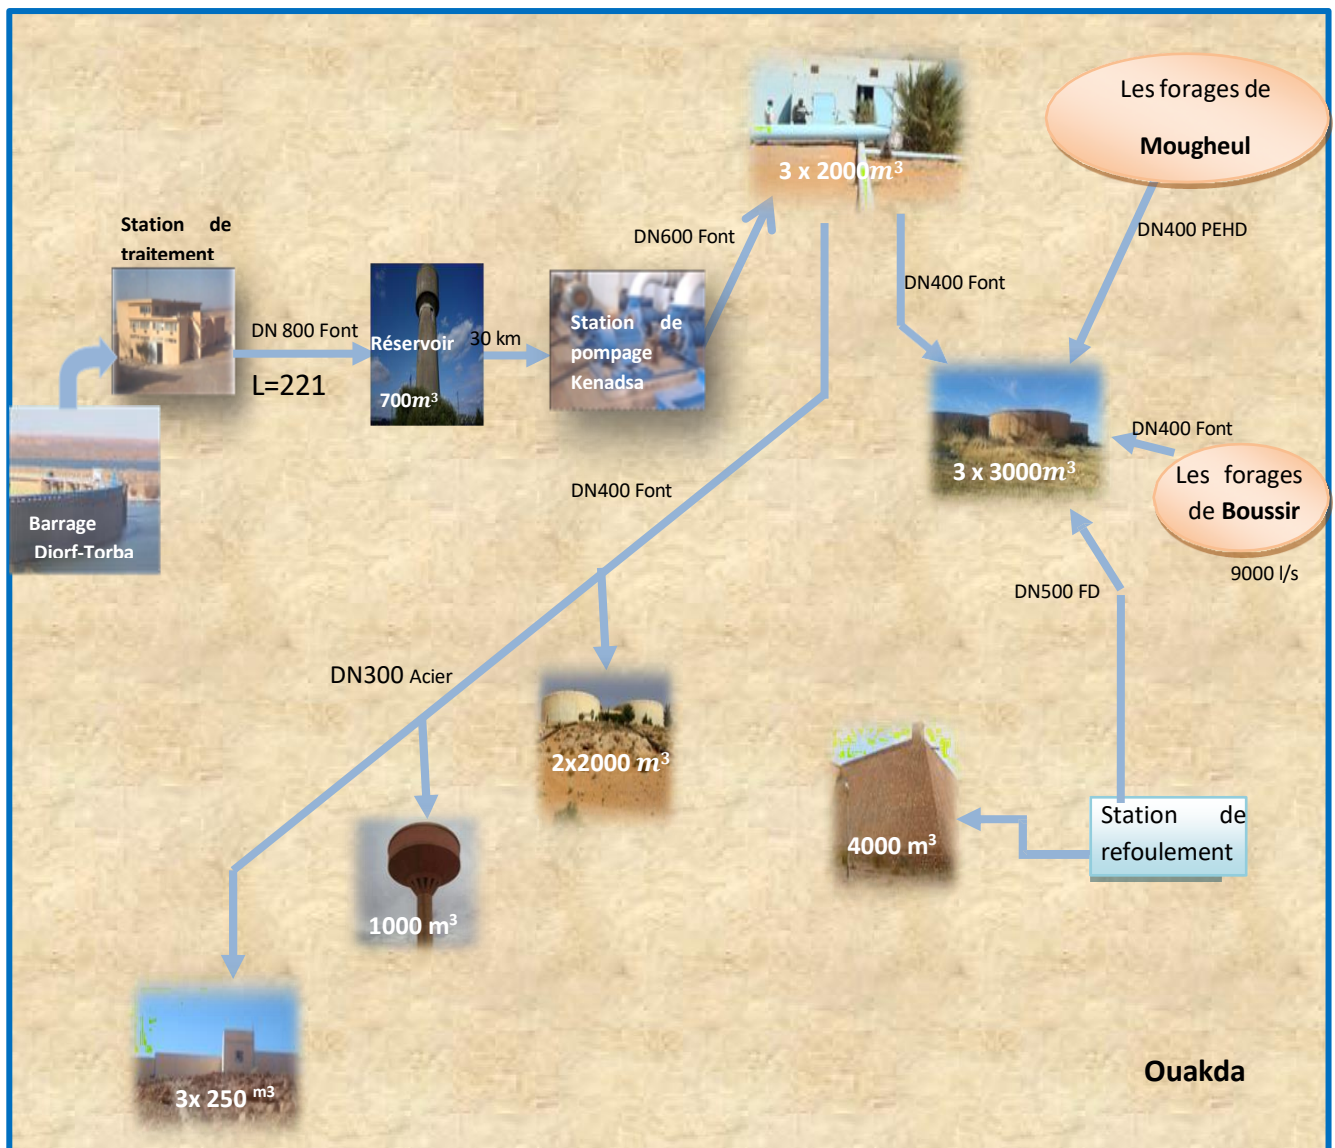 Les forages de
Mougheul
3 x 2000m³
Station de
traitement
DN600 Font
DN400 PEHD
DN400 Font
DN 800 Font
L=221
Réservoir
700m³
30 km
Station de
pompage
Kenadsa
3 x 3000m³
DN400 Font
Les forages
de Boussir
9000 l/s
DN400 Font
Barrage
Djorf-Torba
DN500 FD
DN300 Acier
2x2000 m³
4000 m³
Station de
refoulement
1000 m³
3x 250 m3
Ouakda